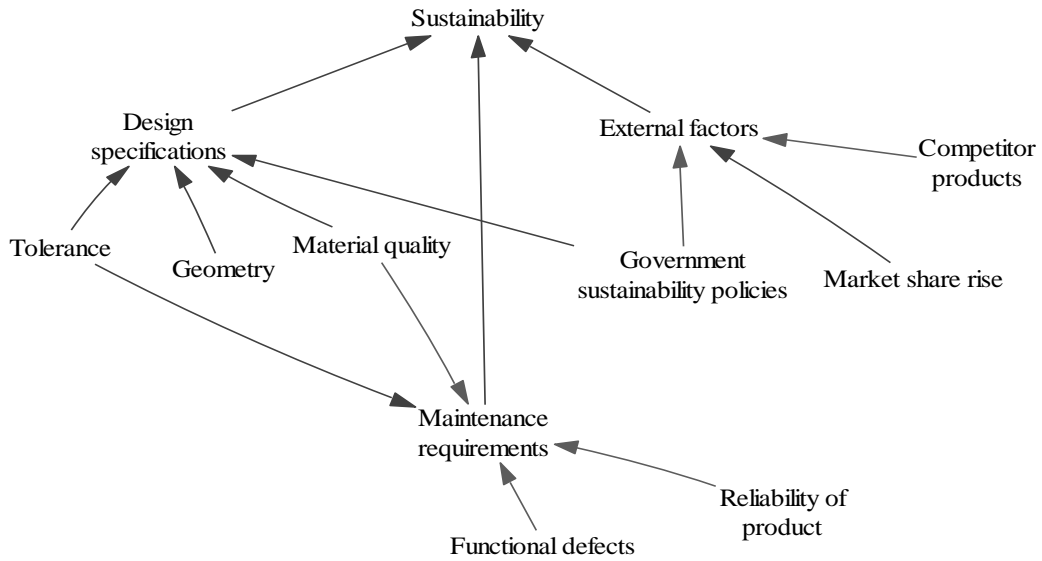 Sustainability
Design
specifications
External factors
Competitor
products
Tolerance
Geometry
Material quality
Government
sustainability policies
Market share rise
Maintenance
requirements
Reliability of
product
Functional defects